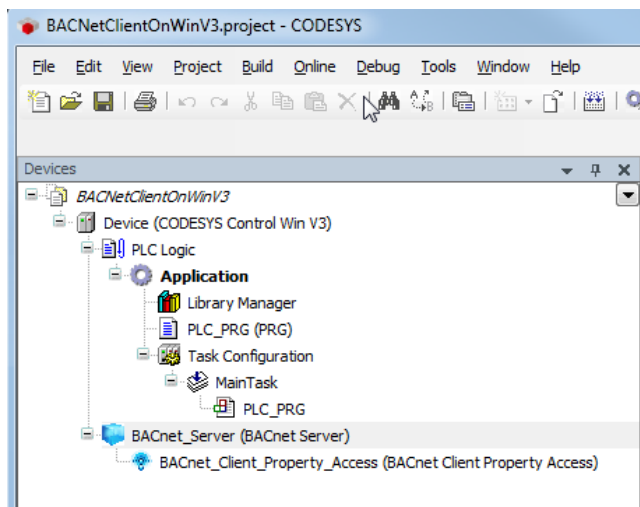 BACNetClientOnWinV3.project - CODESYS
File Edit View Project Build Online Debug Tools Window Help
Devices
BACNetClientOnWinV3
Device (CODESYS Control Win V3)
PLC Logic
Application
Library Manager
PLC_PRG (PRG)
Task Configuration
MainTask
PLC_PRG
BACnet_Server (BACnet Server)
BACnet_Client_Property_Access (BACnet Client Property Access)